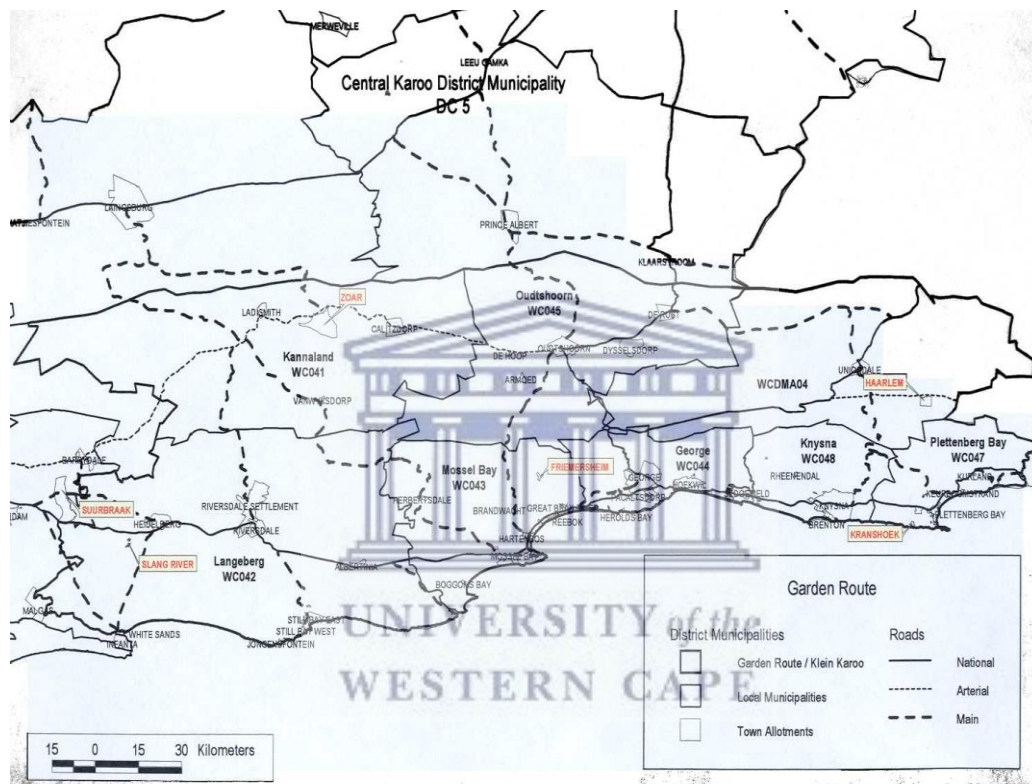 MERWEVILLE
LEEU GAMKA
Central Karoo District Municipality
DC 5
LAINGSBURG
PRINCE ALBERT
KLAARSTROOM
ZOAR
Oudtshoorn
WC045
LADISMITH
CALITZDORP
DE RUST
OUDTSHOORN
DYSSELSDORP
DE HOOP
Kannaland
WC041
ARMOED
WCDMA04
UNIONDALE
HAARLEM
VANWYKSDORP
BARRYDALE
Mossel Bay
WC043
FRIEMERSHEIM
George
WC044
GEORGE
Knysna
WC048
Plettenberg Bay
WC047
RHEENENDAL
KURLAND
KEURBOOMSTRAND
HERBERTSDALE
SUURBRAAK
RIVERSDALE SETTLEMENT
HEIDELBERG
RIVERSDALE
BRANDWACHT
REEBOK
HEROLDS BAY
KNYSNA
BRENTON
PLETTENBERG BAY
KRANSHOEK
HARTENBOS
MOSSEL BAY
SLANG RIVER
Langeberg
WC042
ALBERTINIA
BOGGOMS BAY
MALGAS
STILL BAY EAST
STILL BAY WEST
WHITE SANDS
INFANTA
JONGENSFONTEIN
UNIVERSITY of the
WESTERN CAPE
Garden Route
District Municipalities
Roads
Garden Route / Klein Karoo
National
Local Municipalities
Arterial
Town Allotments
Main
15 0 15 30 Kilometers